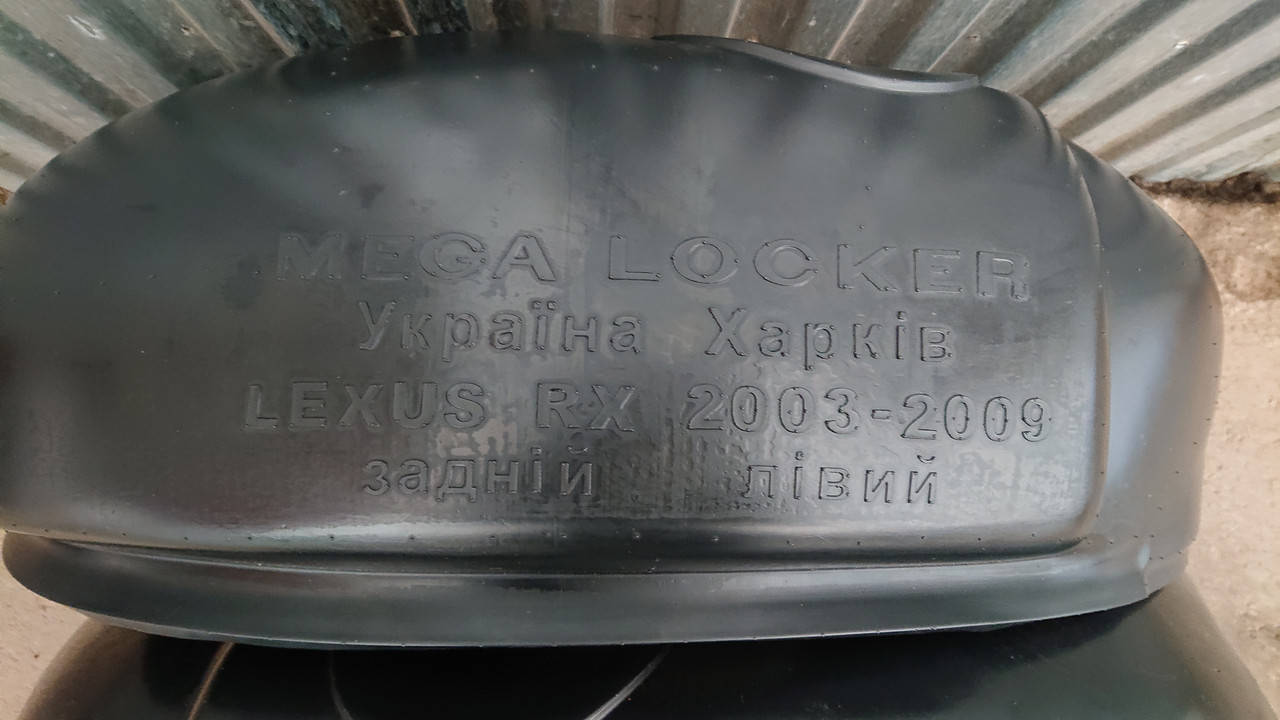 MEGA LOCKER
Україна Харків
LEXUS RX 2003-2009
задній лівий